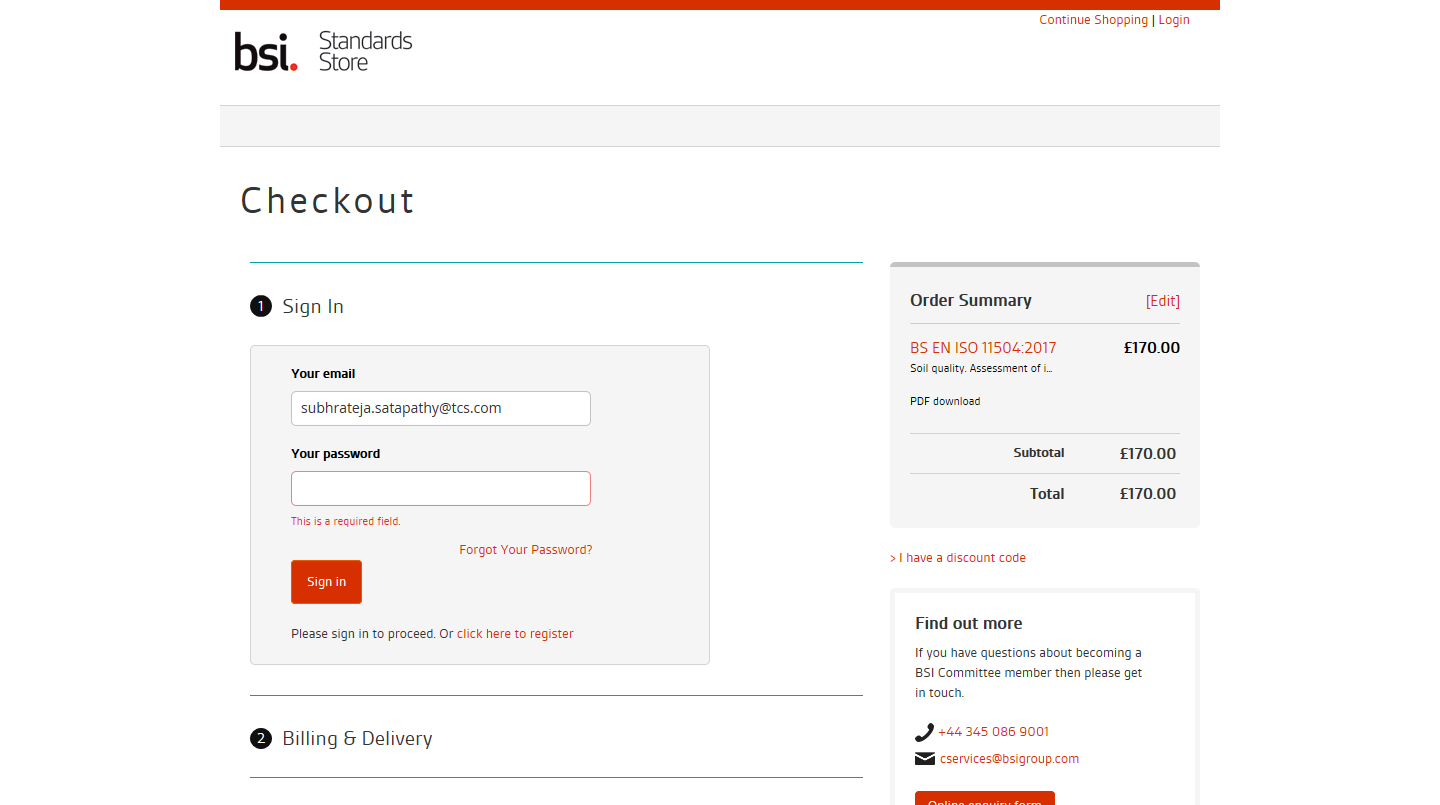 Continue Shopping | Login
bsi. Standards Store
Checkout
1 Sign In
Your email
subhrateja.satapathy@tcs.com
Your password
This is a required field.
Forgot Your Password?
Sign in
Please sign in to proceed. Or click here to register
2 Billing & Delivery
Order Summary [Edit]
BS EN ISO 11504:2017 £170.00
Soil quality. Assessment of i...
PDF download
Subtotal £170.00
Total £170.00
> I have a discount code
Find out more
If you have questions about becoming a
BSI Committee member then please get
in touch.
+44 345 086 9001
cservices@bsigroup.com
Online enquiry form